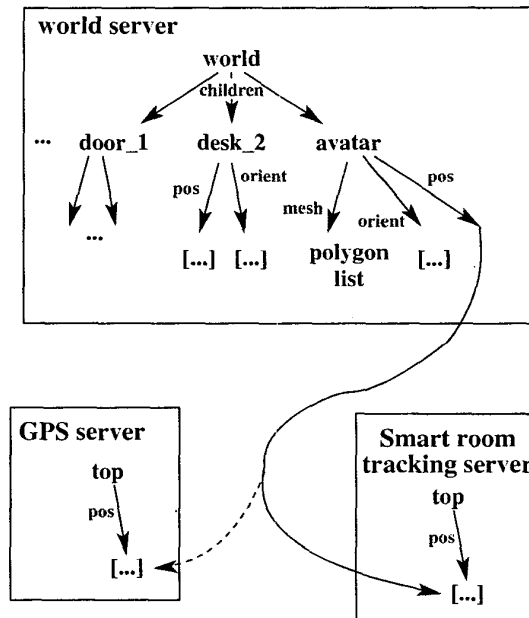 world server
world
children
... door_1 desk_2 avatar
pos orient mesh orient pos
... [...] [...] polygon list [...]
GPS server
top
pos
[...]
Smart room
tracking server
top
pos
[...]